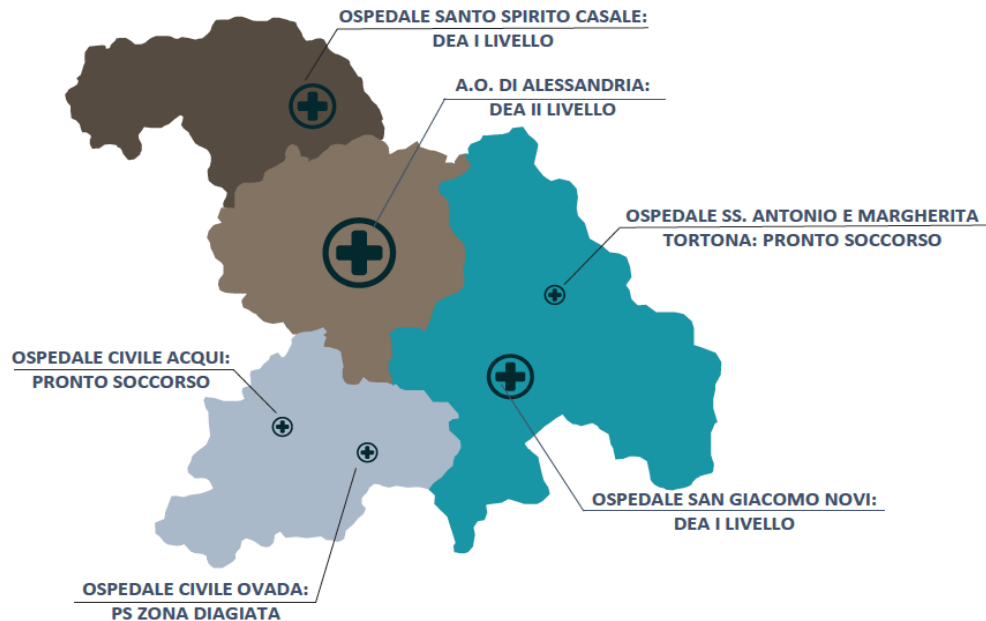 OSPEDALE SANTO SPIRITO CASALE:
DEA I LIVELLO
A.O. DI ALESSANDRIA:
DEA II LIVELLO
OSPEDALE SS. ANTONIO E MARGHERITA
TORTONA: PRONTO SOCCORSO
OSPEDALE CIVILE ACQUI:
PRONTO SOCCORSO
OSPEDALE SAN GIACOMO NOVI:
DEA I LIVELLO
OSPEDALE CIVILE OVADA:
PS ZONA DIAGIATA